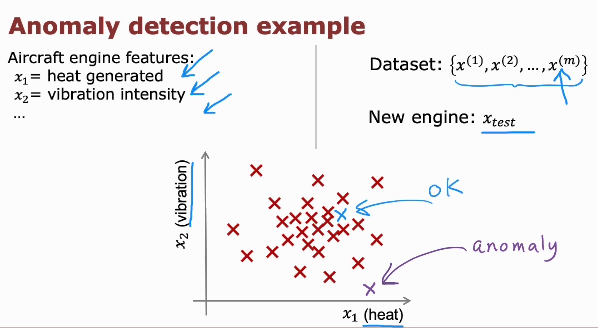 Anomaly detection example
Aircraft engine features:
x₁= heat generated
x₂= vibration intensity
...
Dataset: {x⁽¹⁾, x⁽²⁾, ..., x⁽ᵐ⁾}
New engine: x_test
x₂ (vibration)
OK
anomaly
x₁ (heat)